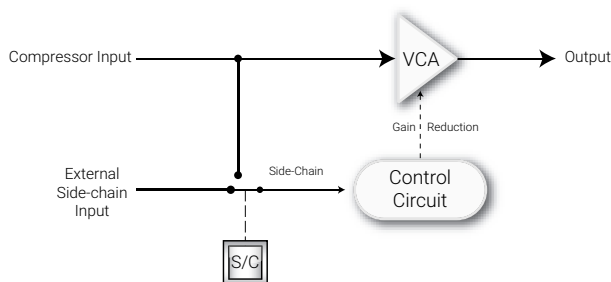 Compressor Input
VCA
Output
Gain Reduction
External
Side-chain
Input
Side-Chain
Control
Circuit
S/C